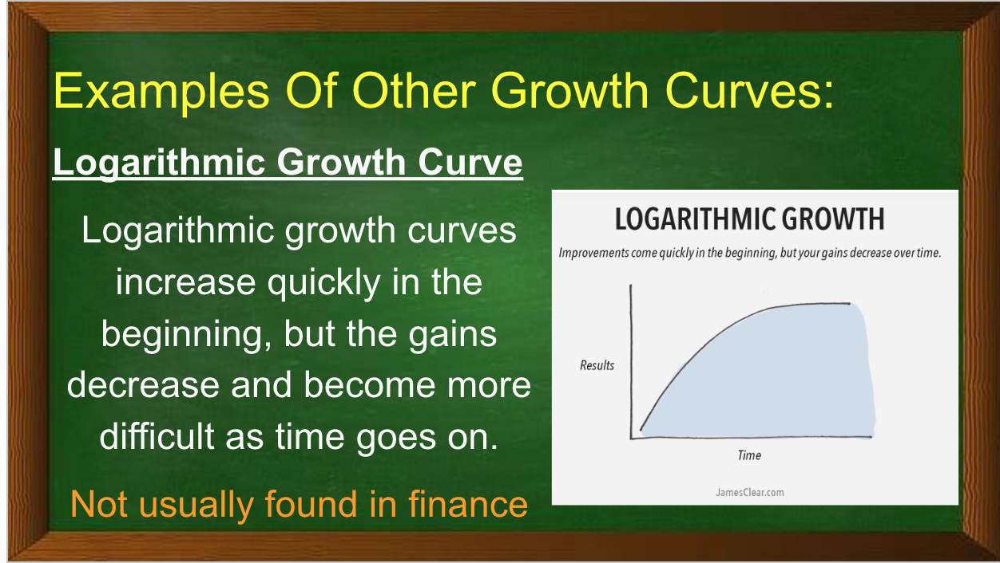 Examples Of Other Growth Curves:
Logarithmic Growth Curve
Logarithmic growth curves
increase quickly in the
beginning, but the gains
decrease and become more
difficult as time goes on.
Not usually found in finance
LOGARITHMIC GROWTH
Improvements come quickly in the beginning, but your gains decrease over time.
Results
Time
JamesClear.com